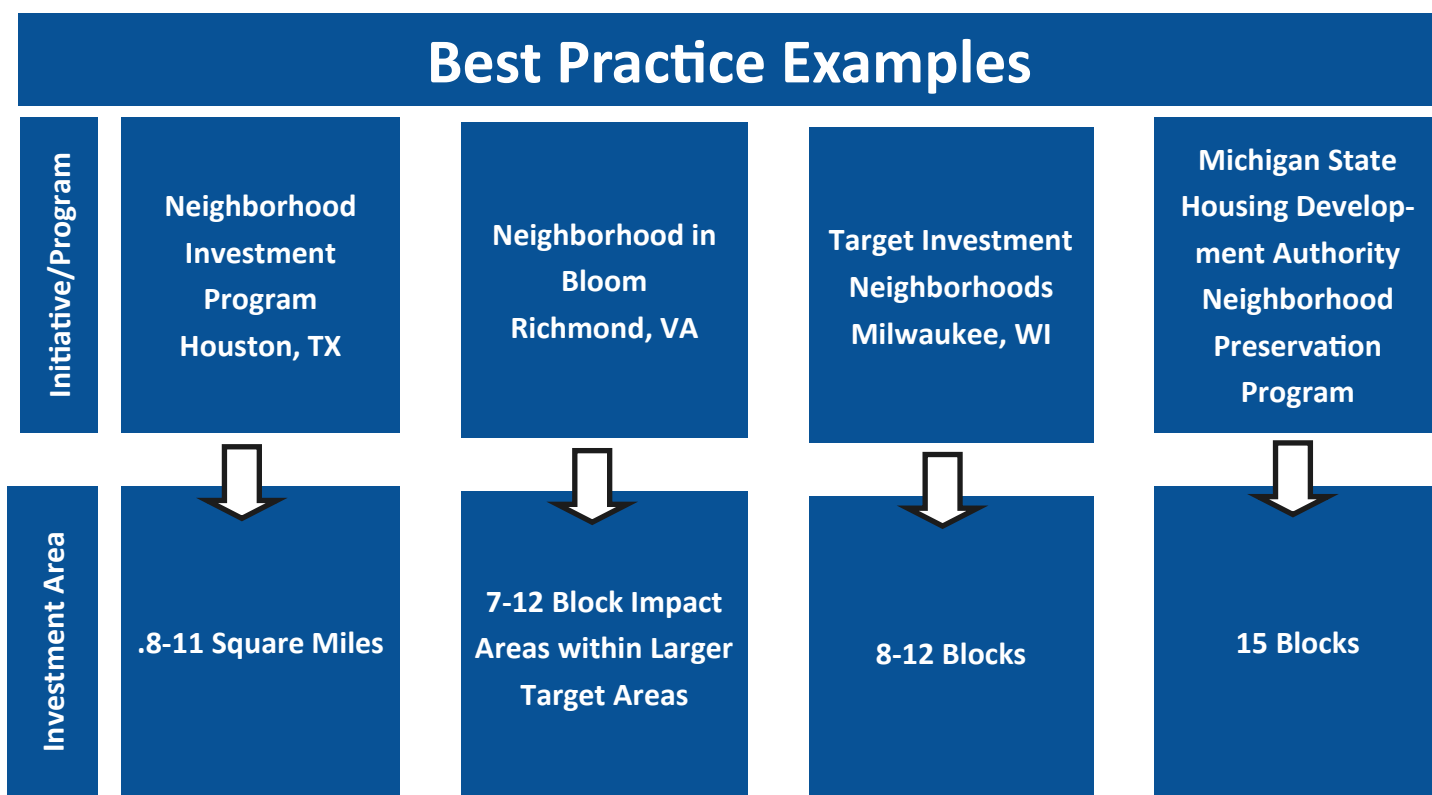 Best Practice Examples
Initiative/Program
Neighborhood
Investment
Program
Houston, TX
Neighborhood in
Bloom
Richmond, VA
Target Investment
Neighborhoods
Milwaukee, WI
Michigan State
Housing Develop-
ment Authority
Neighborhood
Preservation
Program
Investment Area
.8-11 Square Miles
7-12 Block Impact
Areas within Larger
Target Areas
8-12 Blocks
15 Blocks